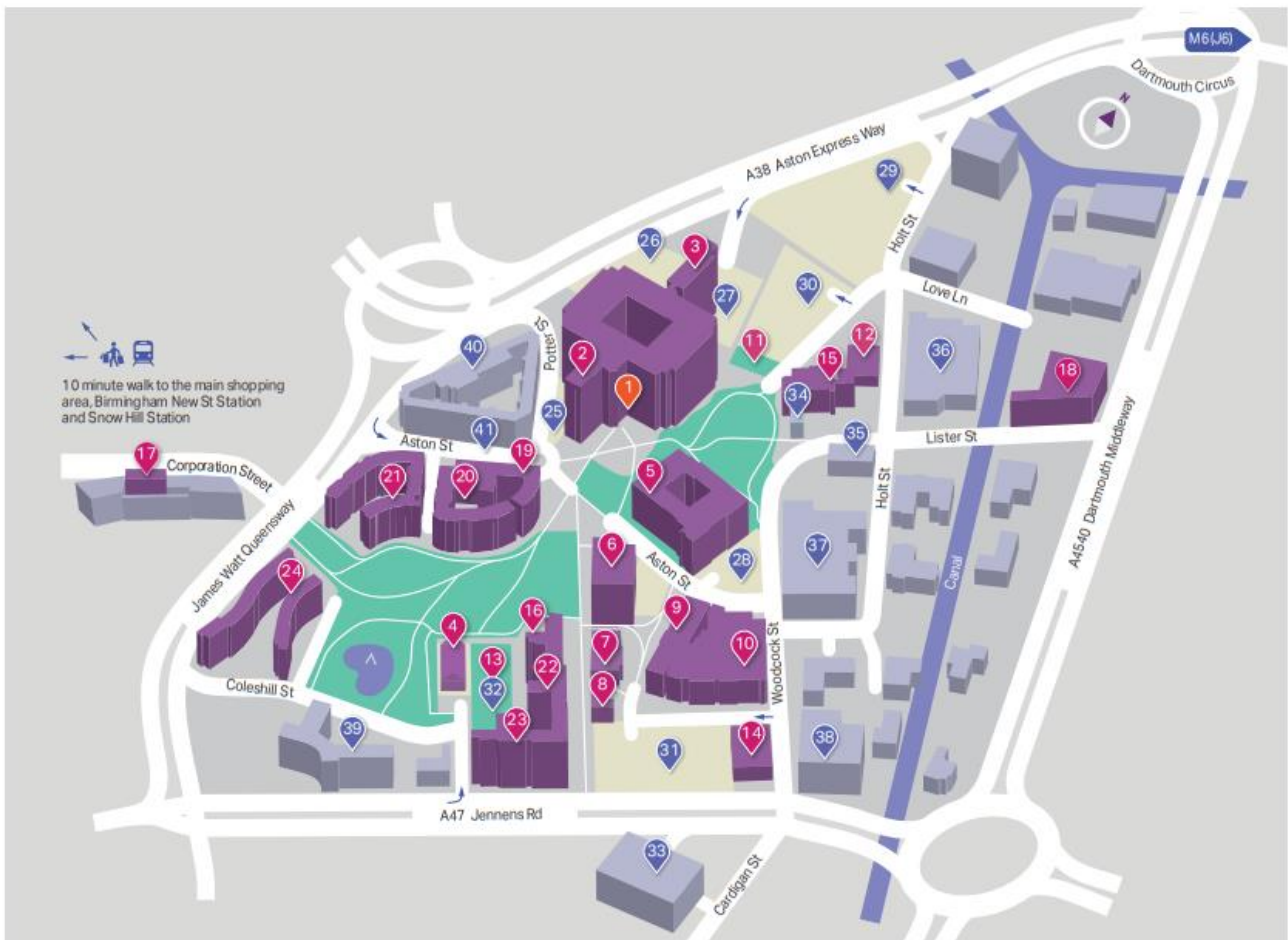 M6(J6)
Dartmouth Circus
N
A38 Aston Express Way
29
Holt St
3
26
27
30
Love Ln
Potter St
40
2
11
12
15
36
1
18
10 minute walk to the main shopping
area, Birmingham New St Station
and Snow Hill Station
25
34
41
Aston St
35
Lister St
17
Corporation Street
19
21
20
5
Holt St
A4540 Dartmouth Middleway
James Watt Queensway
6
37
28
Aston St
Canal
24
16
9
4
7
10
13
22
Woodcock St
32
8
Coleshill St
23
39
31
14
38
A47 Jennens Rd
33
Cardigan St